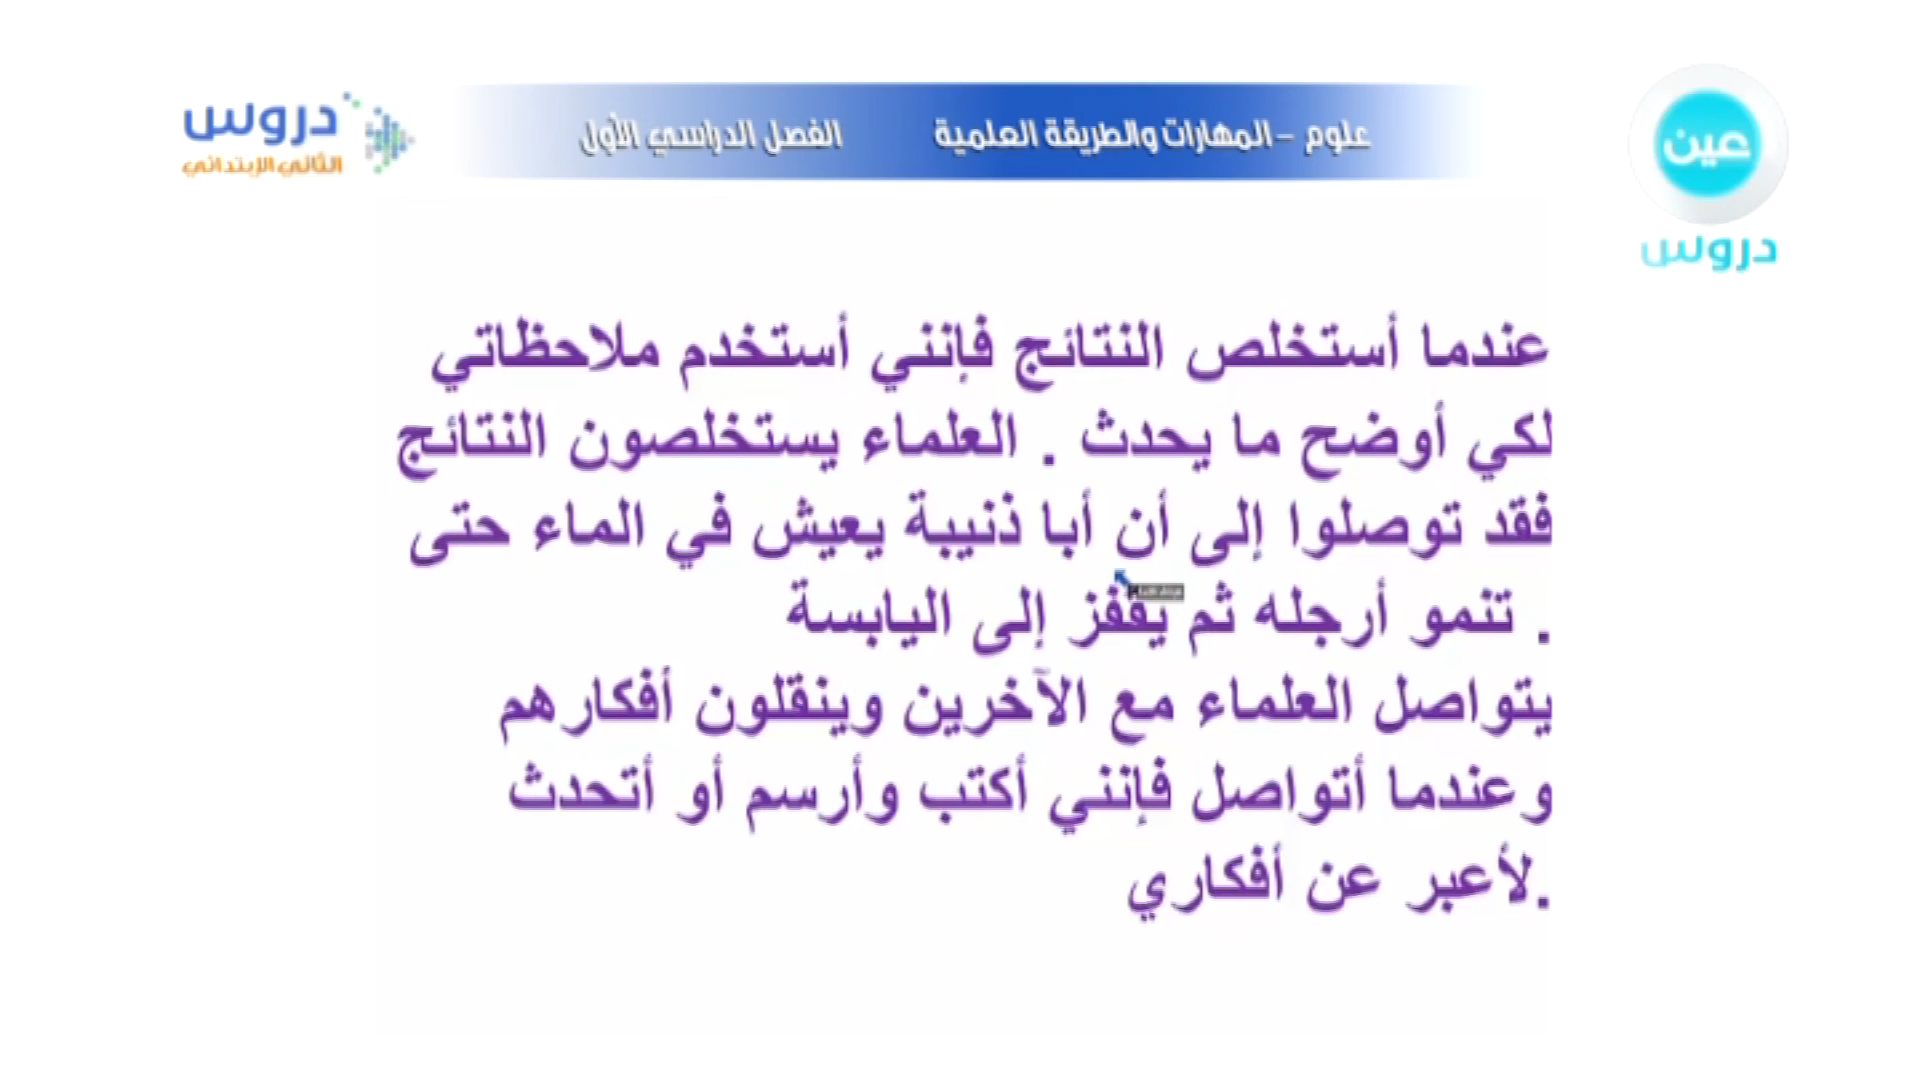 دروس
الثاني الإبتدائي
علوم – المهارات والطريقة العلمية الفصل الدراسي الأول
عين
دروس
عندما أستخلص النتائج فإنني أستخدم ملاحظاتي
لكي أوضح ما يحدث . العلماء يستخلصون النتائج
فقد توصلوا إلى أن أبا ذنيبة يعيش في الماء حتى
. تنمو أرجله ثم يقفز إلى اليابسة
يتواصل العلماء مع الآخرين وينقلون أفكارهم
وعندما أتواصل فإنني أكتب وأرسم أو أتحدث
.لأعبر عن أفكاري